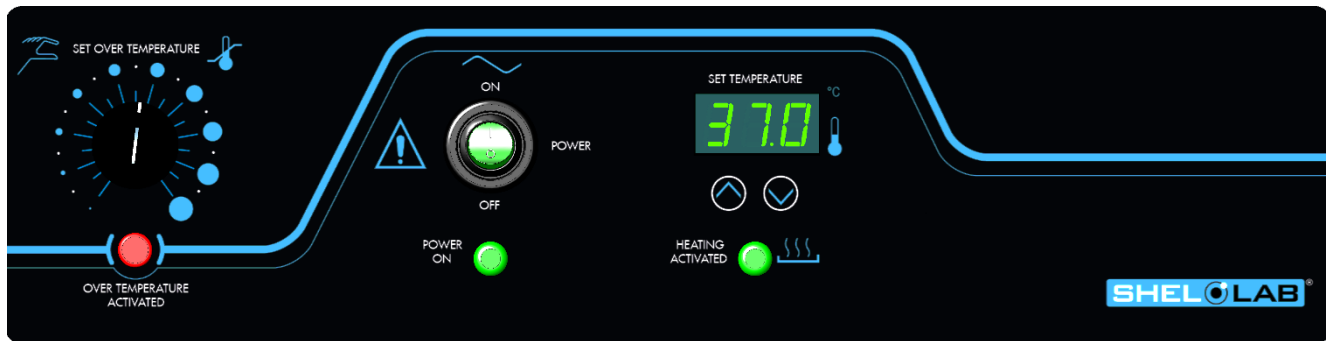 SET OVER TEMPERATURE
ON
POWER
OFF
POWER
ON
SET TEMPERATURE
°C
37.0
HEATING
ACTIVATED
OVER TEMPERATURE
ACTIVATED
SHEL LAB®